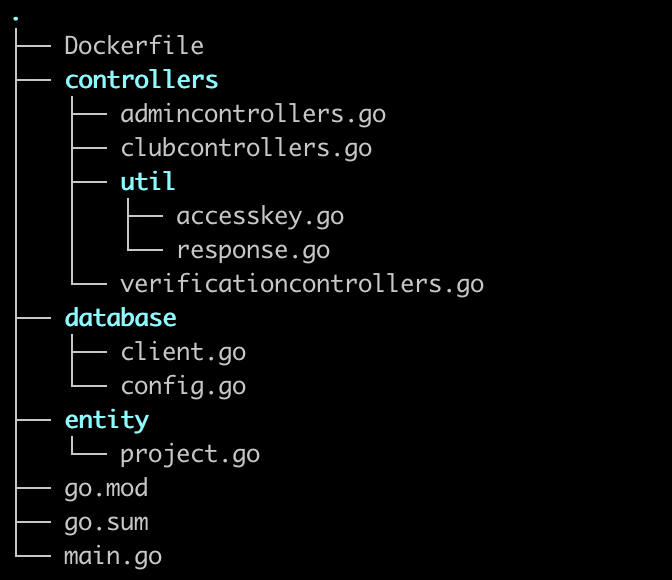 .
├── Dockerfile
├── controllers
│   ├── admincontrollers.go
│   ├── clubcontrollers.go
│   ├── util
│   │   ├── accesskey.go
│   │   └── response.go
│   └── verificationcontrollers.go
├── database
│   ├── client.go
│   └── config.go
├── entity
│   └── project.go
├── go.mod
├── go.sum
└── main.go